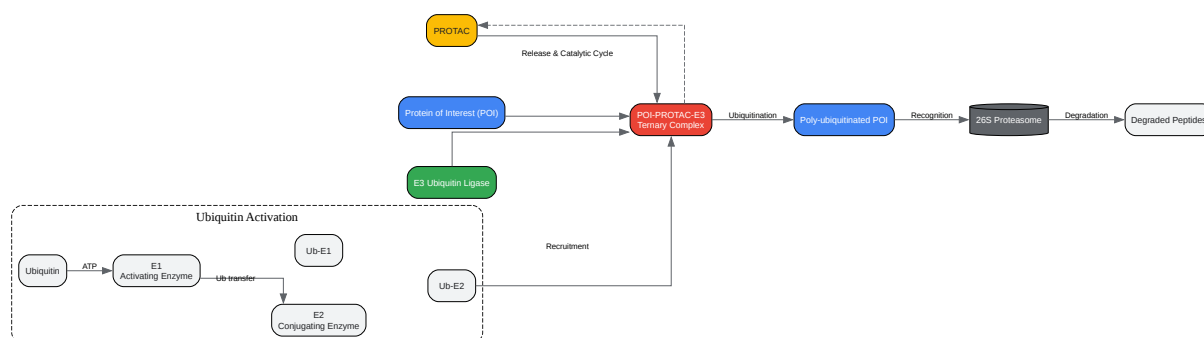 PROTAC
Release & Catalytic Cycle
Protein of Interest (POI)
POI-PROTAC-E3
Ternary Complex
Ubiquitination
Poly-ubiquitinated POI
Recognition
26S Proteasome
Degradation
Degraded Peptides
E3 Ubiquitin Ligase
Ubiquitin Activation
Ub-E1
Recruitment
Ubiquitin
ATP
E1
Activating Enzyme
Ub transfer
Ub-E2
E2
Conjugating Enzyme